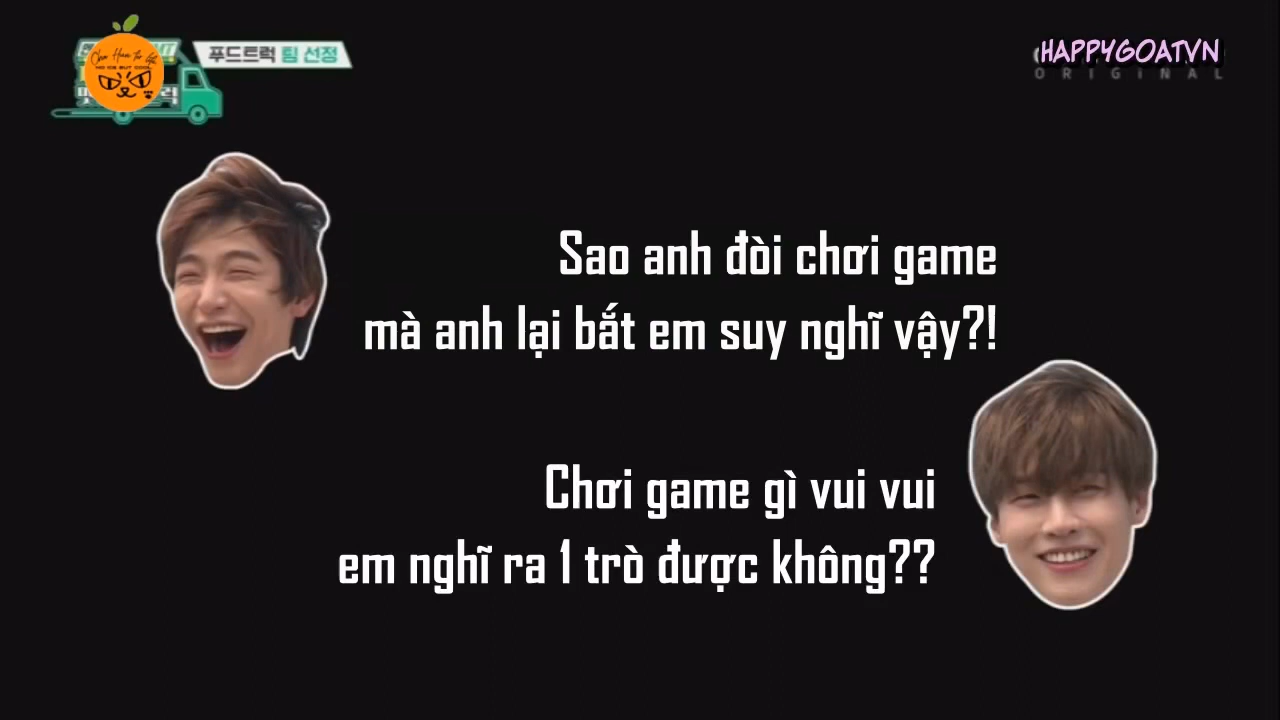 푸드트럭 팀 선정
HAPPYGOATVN
ORIGINAL
Sao anh đòi chơi game
mà anh lại bắt em suy nghĩ vậy?!
Chơi game gì vui vui
em nghĩ ra 1 trò được không??